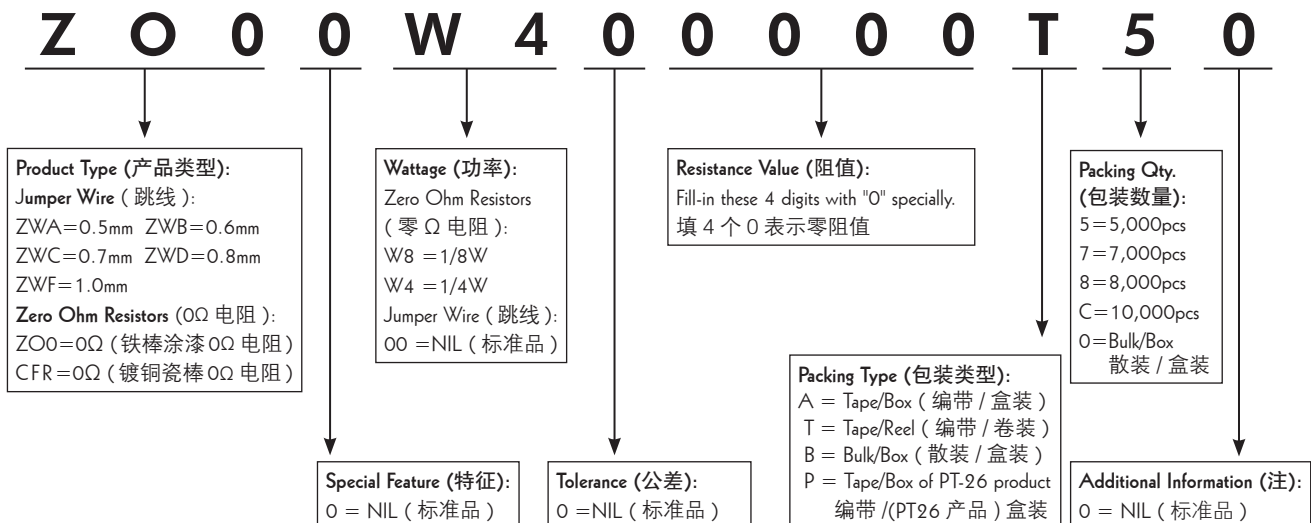 Z O 0 0 W 4 0 0 0 0 0 T 5 0
Product Type (产品类型):
Jumper Wire ( 跳线 ):
ZWA=0.5mm ZWB=0.6mm
ZWC=0.7mm ZWD=0.8mm
ZWF=1.0mm
Zero Ohm Resistors (0Ω 电阻 ):
ZO0=0Ω ( 铁棒涂漆 0Ω 电阻 )
CFR=0Ω ( 镀铜瓷棒 0Ω 电阻 )
Wattage (功率):
Zero Ohm Resistors
( 零 Ω 电阻 ):
W8 =1/8W
W4 =1/4W
Jumper Wire ( 跳线 ):
00 =NIL ( 标准品 )
Resistance Value (阻值):
Fill-in these 4 digits with "0" specially.
填 4 个 0 表示零阻值
Packing Qty.
(包装数量):
5=5,000pcs
7=7,000pcs
8=8,000pcs
C=10,000pcs
0=Bulk/Box
散装 / 盒装
Special Feature (特征):
0 = NIL ( 标准品 )
Tolerance (公差):
0 =NIL ( 标准品 )
Packing Type (包装类型):
A = Tape/Box ( 编带 / 盒装 )
T = Tape/Reel ( 编带 / 卷装 )
B = Bulk/Box ( 散装 / 盒装 )
P = Tape/Box of PT-26 product
编带 /(PT26 产品 ) 盒装
Additional Information (注):
0 = NIL ( 标准品 )